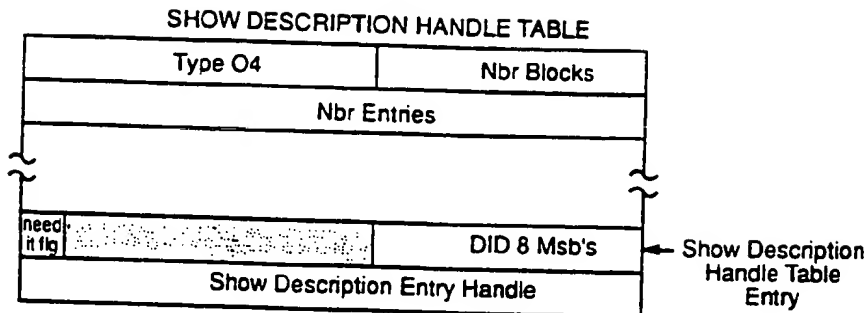 SHOW DESCRIPTION HANDLE TABLE
Type O4 Nbr Blocks
Nbr Entries
need it flg DID 8 Msb's
Show Description Entry Handle
Show Description
Handle Table
Entry